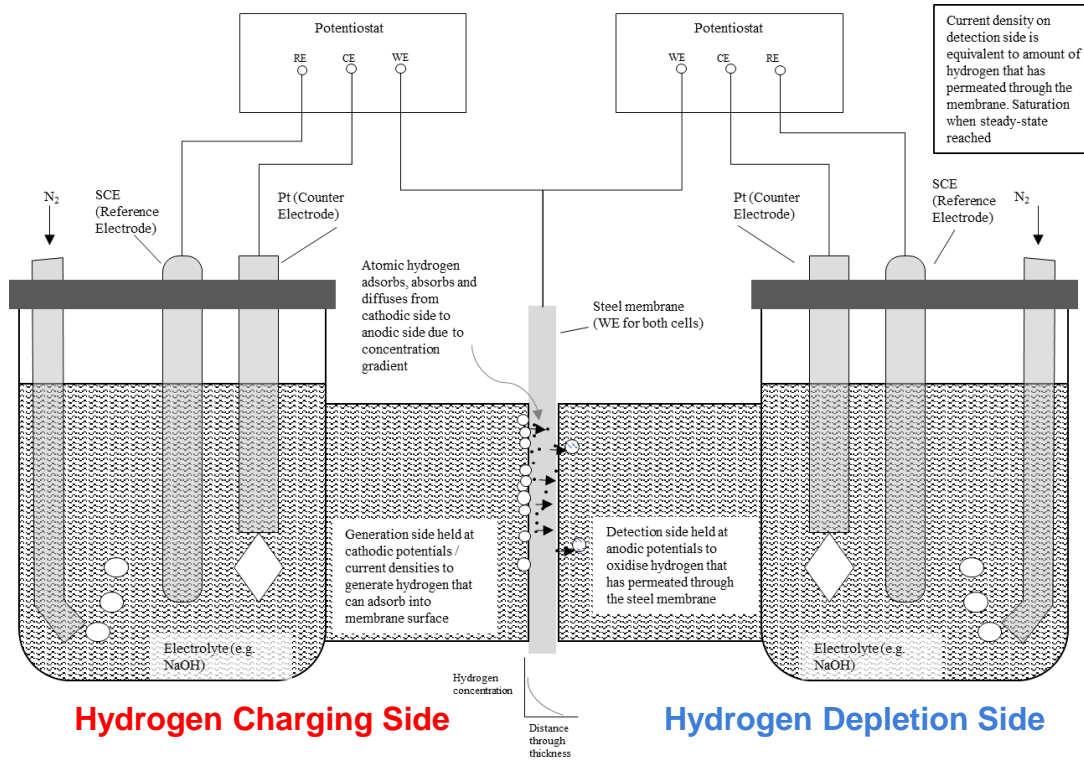 Potentiostat
RE
CE
WE
Potentiostat
WE
CE
RE
Current density on
detection side is
equivalent to amount of
hydrogen that has
permeated through the
membrane. Saturation
when steady-state
reached
N2
SCE
(Reference
Electrode)
Pt (Counter
Electrode)
Pt (Counter
Electrode)
SCE
(Reference
Electrode)
N2
Atomic hydrogen
adsorbs, absorbs and
diffuses from
cathodic side to
anodic side due to
concentration
gradient
Steel membrane
(WE for both cells)
Generation side held at
cathodic potentials /
current densities to
generate hydrogen that
can adsorb into
membrane surface
Detection side held at
anodic potentials to
oxidise hydrogen that
has permeated through
the steel membrane
Electrolyte (e.g.
NaOH)
Electrolyte (e.g.
NaOH)
Hydrogen
concentration
Distance
through
thickness
Hydrogen Charging Side
Hydrogen Depletion Side